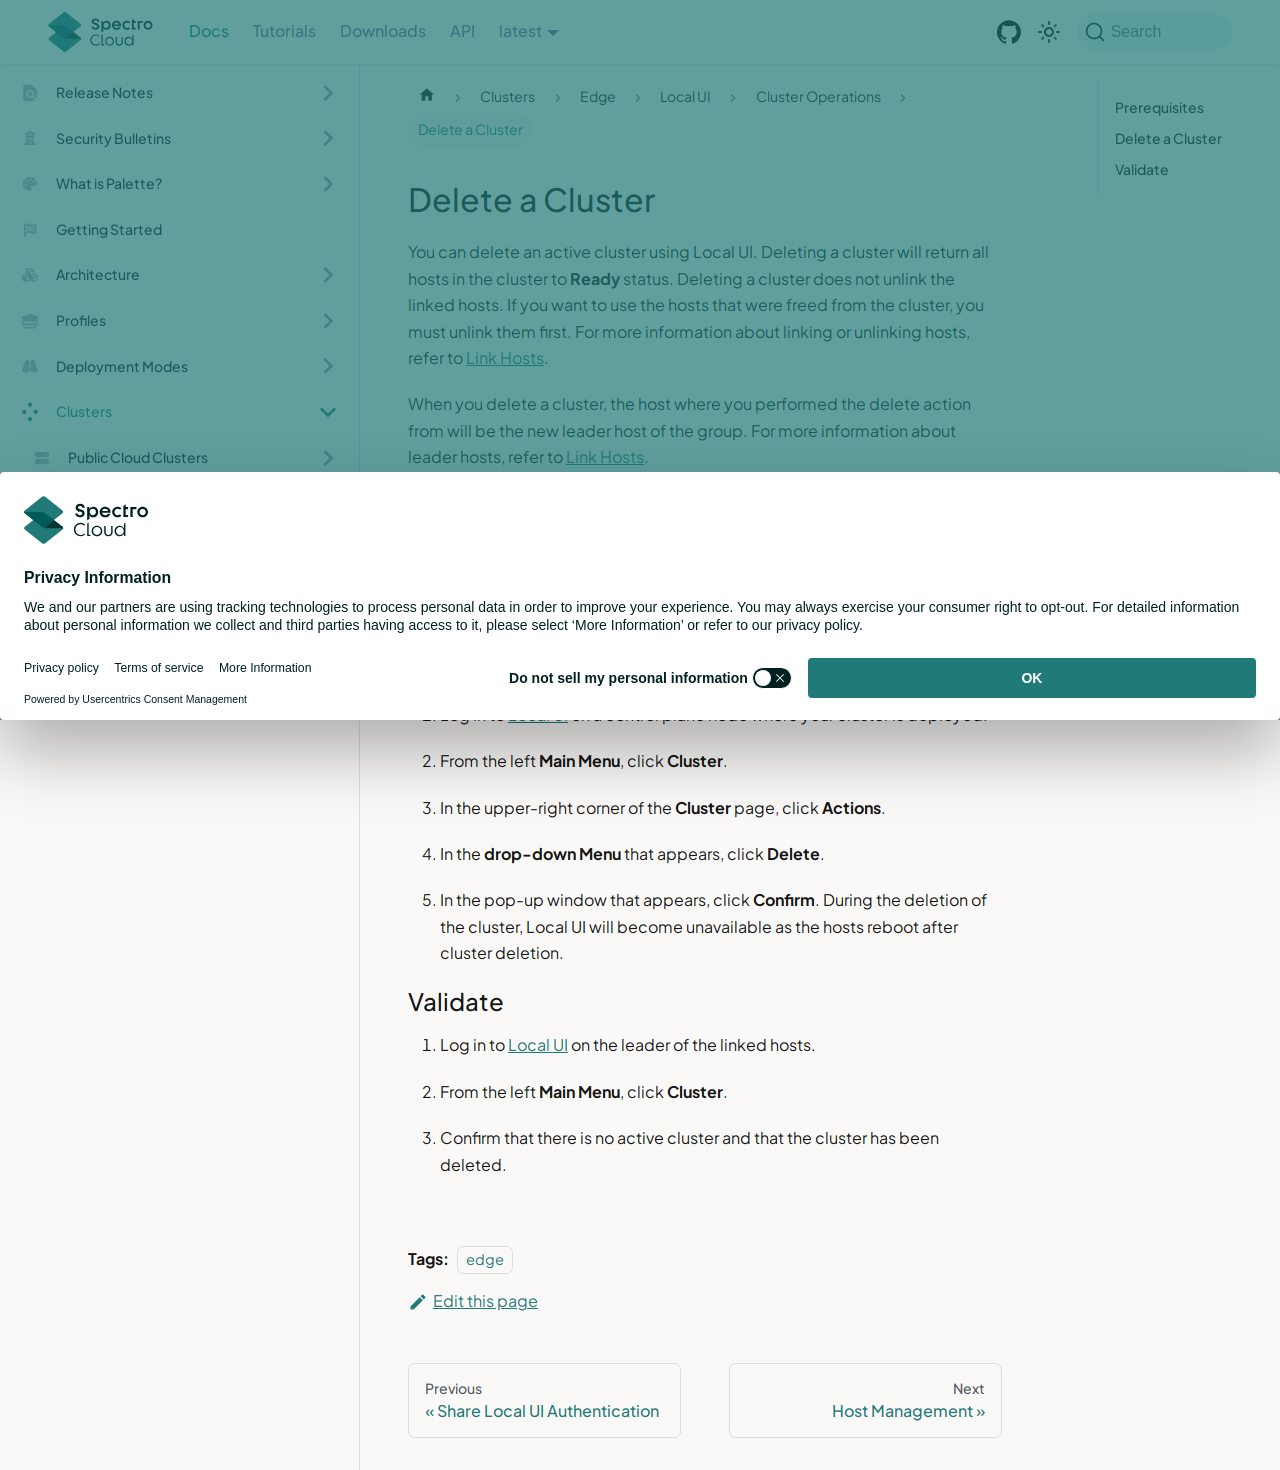 Spectro Cloud
Docs
Tutorials
Downloads
API
latest
Search
Release Notes
Security Bulletins
What is Palette?
Getting Started
Architecture
Profiles
Deployment Modes
Clusters
Public Cloud Clusters
Clusters
Edge
Local UI
Cluster Operations
Delete a Cluster
Prerequisites
Delete a Cluster
Validate
Delete a Cluster
You can delete an active cluster using Local UI. Deleting a cluster will return all
hosts in the cluster to Ready status. Deleting a cluster does not unlink the
linked hosts. If you want to use the hosts that were freed from the cluster, you
must unlink them first. For more information about linking or unlinking hosts,
refer to Link Hosts.
When you delete a cluster, the host where you performed the delete action
from will be the new leader host of the group. For more information about
leader hosts, refer to Link Hosts.
Spectro
Cloud
Privacy Information
We and our partners are using tracking technologies to process personal data in order to improve your experience. You may always exercise your consumer right to opt-out. For detailed information
about personal information we collect and third parties having access to it, please select ‘More Information’ or refer to our privacy policy.
Privacy policy
Terms of service
More Information
Powered by Usercentrics Consent Management
Do not sell my personal information
OK
2. From the left Main Menu, click Cluster.
3. In the upper-right corner of the Cluster page, click Actions.
4. In the drop-down Menu that appears, click Delete.
5. In the pop-up window that appears, click Confirm. During the deletion of
the cluster, Local UI will become unavailable as the hosts reboot after
cluster deletion.
Validate
1. Log in to Local UI on the leader of the linked hosts.
2. From the left Main Menu, click Cluster.
3. Confirm that there is no active cluster and that the cluster has been
deleted.
Tags: edge
Edit this page
Previous
« Share Local UI Authentication
Next
Host Management »